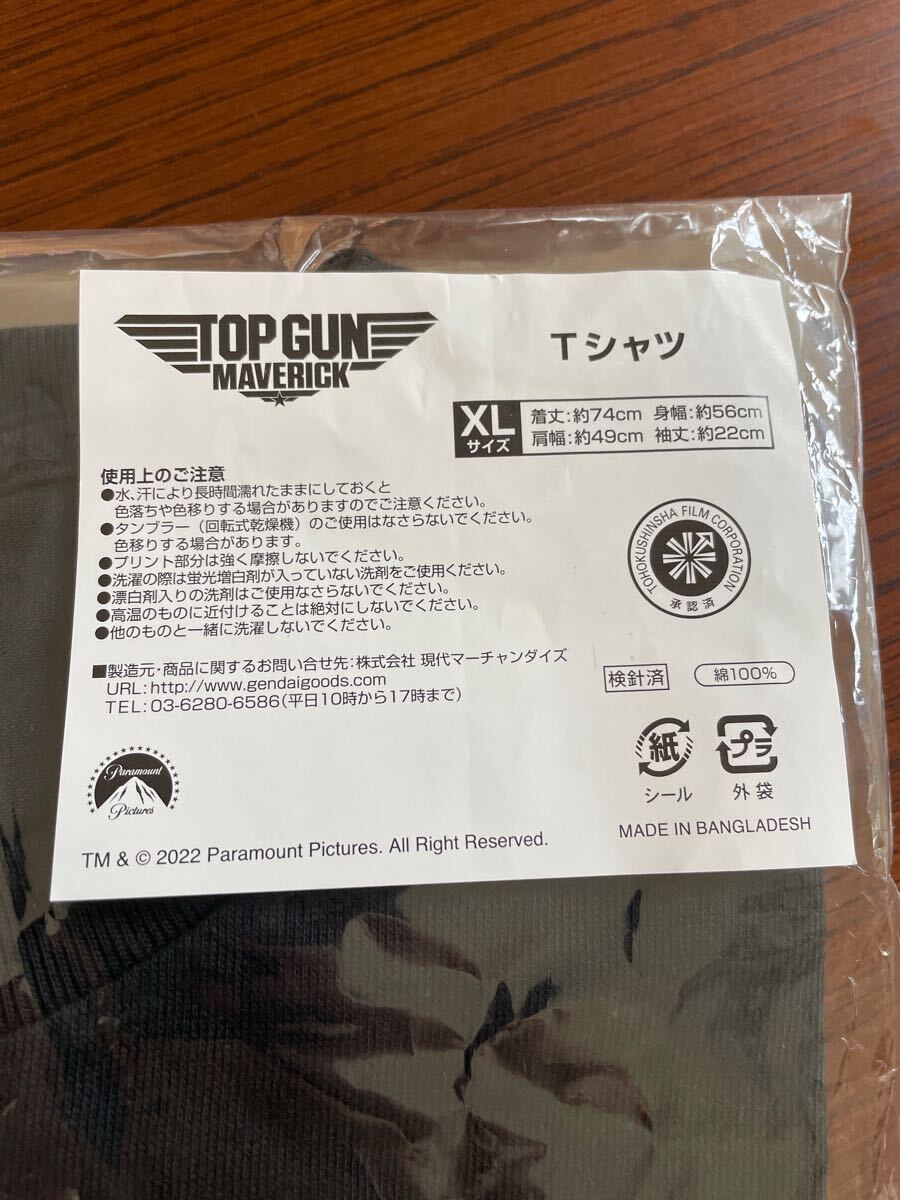 TOP GUN
MAVERICK
Tシャツ
XL
サイズ
着丈:約74cm 身幅:約56cm
肩幅:約49cm 袖丈:約22cm
使用上のご注意
●水、汗により長時間濡れたままにしておくと
色落ちや色移りする場合がありますのでご注意ください。
●タンブラー（回転式乾燥機）のご使用はなさらないでください。
色移りする場合があります。
●プリント部分は強く摩擦しないでください。
●洗濯の際は蛍光増白剤が入っていない洗剤をご使用ください。
●漂白剤入りの洗剤はご使用なさらないでください。
●高温のものに近付けることは絶対にしないでください。
●他のものと一緒に洗濯しないでください。
TOHOKUSHINSHA FILM CORPORATION
承認済
■製造元・商品に関するお問い合せ先:株式会社 現代マーチャンダイズ
URL:http://www.gendaigoods.com
TEL:03-6280-6586(平日10時から17時まで)
検針済
綿100%
紙
シール
プラ
外袋
Paramount
Pictures
TM & © 2022 Paramount Pictures. All Right Reserved.
MADE IN BANGLADESH